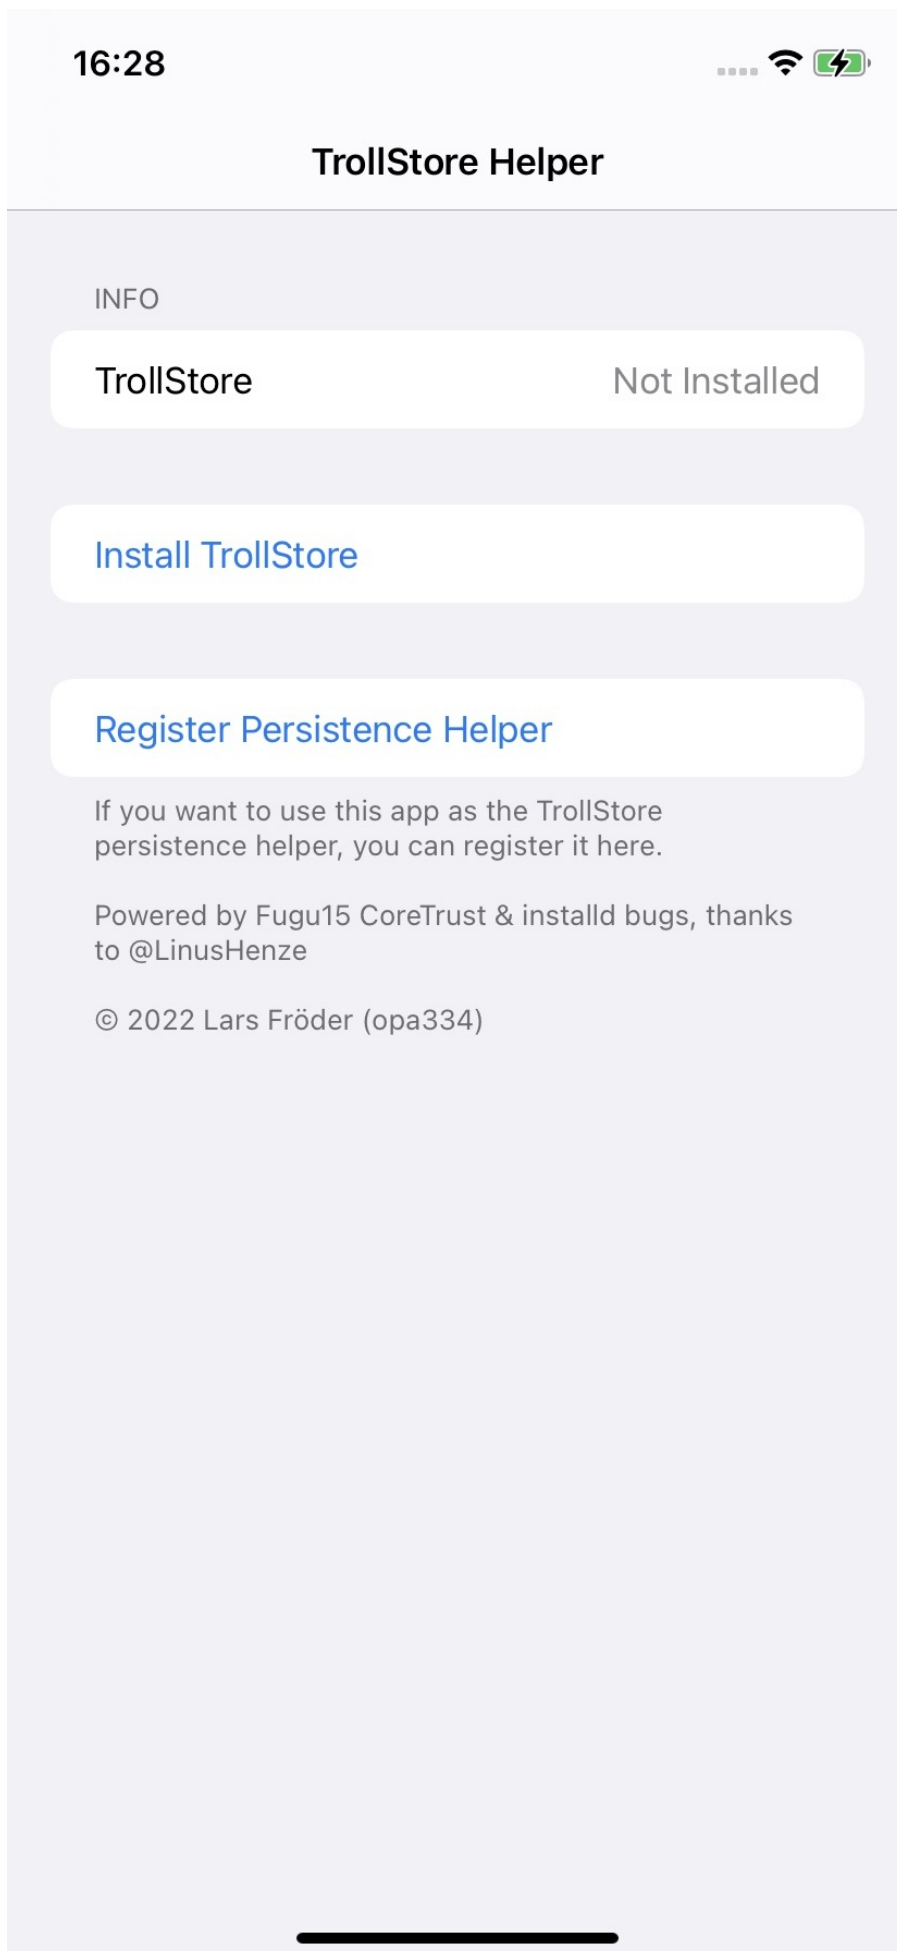 16:28
TrollStore Helper
INFO
TrollStore Not Installed
Install TrollStore
Register Persistence Helper
If you want to use this app as the TrollStore
persistence helper, you can register it here.
Powered by Fugu15 CoreTrust & installd bugs, thanks
to @LinusHenze
© 2022 Lars Fröder (opa334)